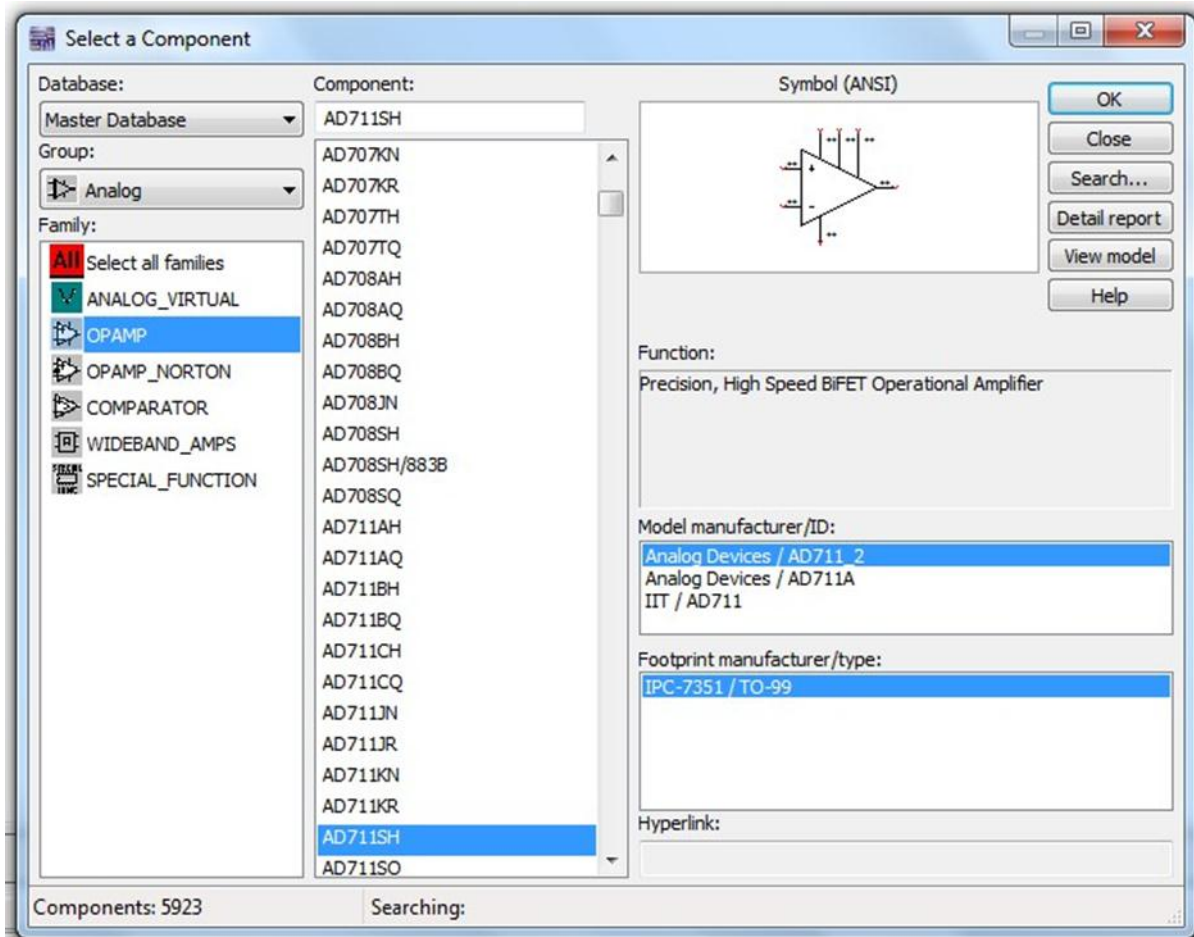 Select a Component
Database:
Master Database
Group:
Analog
Family:
All Select all families
ANALOG_VIRTUAL
OPAMP
OPAMP_NORTON
COMPARATOR
WIDEBAND_AMPS
SPECIAL_FUNCTION
Component:
AD711SH
AD707KN
AD707KR
AD707TH
AD707TQ
AD708AH
AD708AQ
AD708BH
AD708BQ
AD708JN
AD708SH
AD708SH/883B
AD708SQ
AD711AH
AD711AQ
AD711BH
AD711BQ
AD711CH
AD711CQ
AD711JN
AD711JR
AD711KN
AD711KR
AD711SH
AD711SQ
Symbol (ANSI)
Function:
Precision, High Speed BiFET Operational Amplifier
Model manufacturer/ID:
Analog Devices / AD711_2
Analog Devices / AD711A
IIT / AD711
Footprint manufacturer/type:
IPC-7351 / TO-99
Hyperlink:
OK
Close
Search...
Detail report
View model
Help
Components: 5923
Searching: